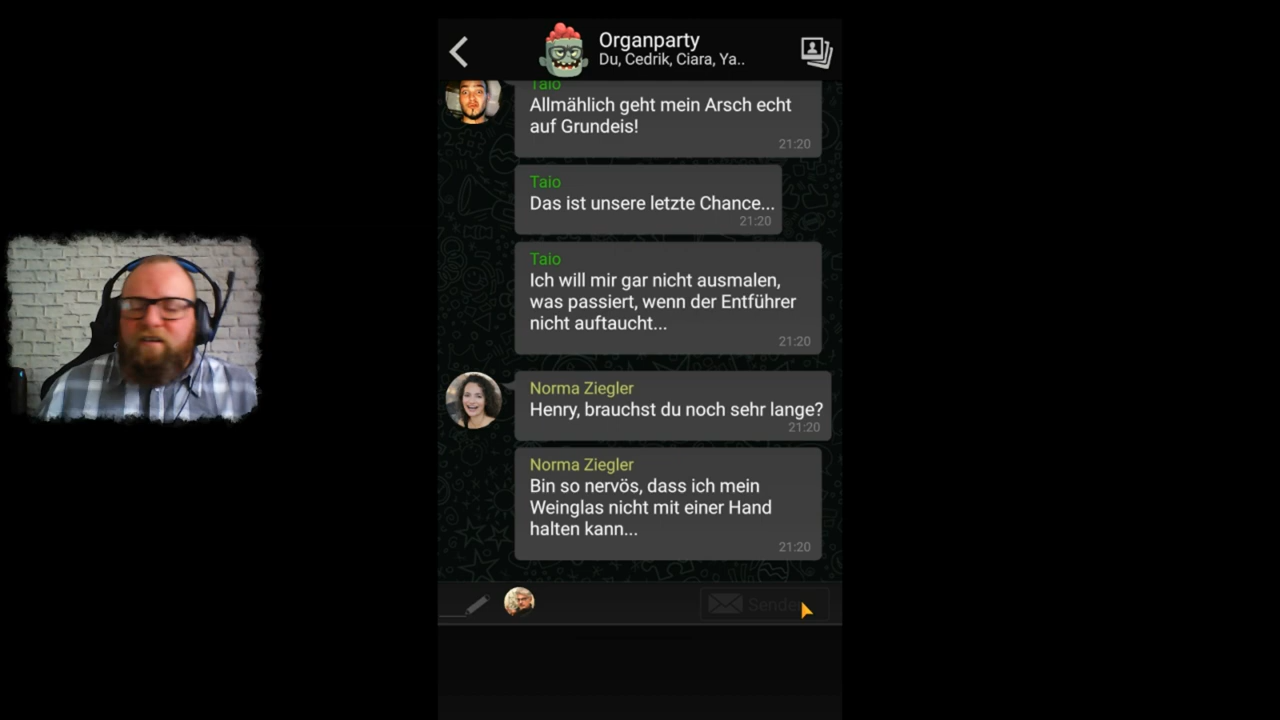 Organparty
Du, Cedrik, Ciara, Ya..
Taio
Allmählich geht mein Arsch echt
auf Grundeis!
21:20
Taio
Das ist unsere letzte Chance...
21:20
Taio
Ich will mir gar nicht ausmalen,
was passiert, wenn der Entführer
nicht auftaucht...
21:20
Norma Ziegler
Henry, brauchst du noch sehr lange?
21:20
Norma Ziegler
Bin so nervös, dass ich mein
Weinglas nicht mit einer Hand
halten kann...
21:20
Senden